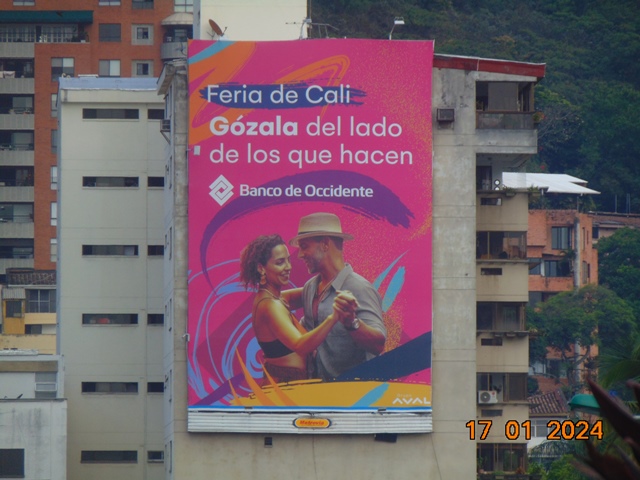 Feria de Cali
Gózala del lado
de los que hacen
Banco de Occidente
AVAL
17 01 2024